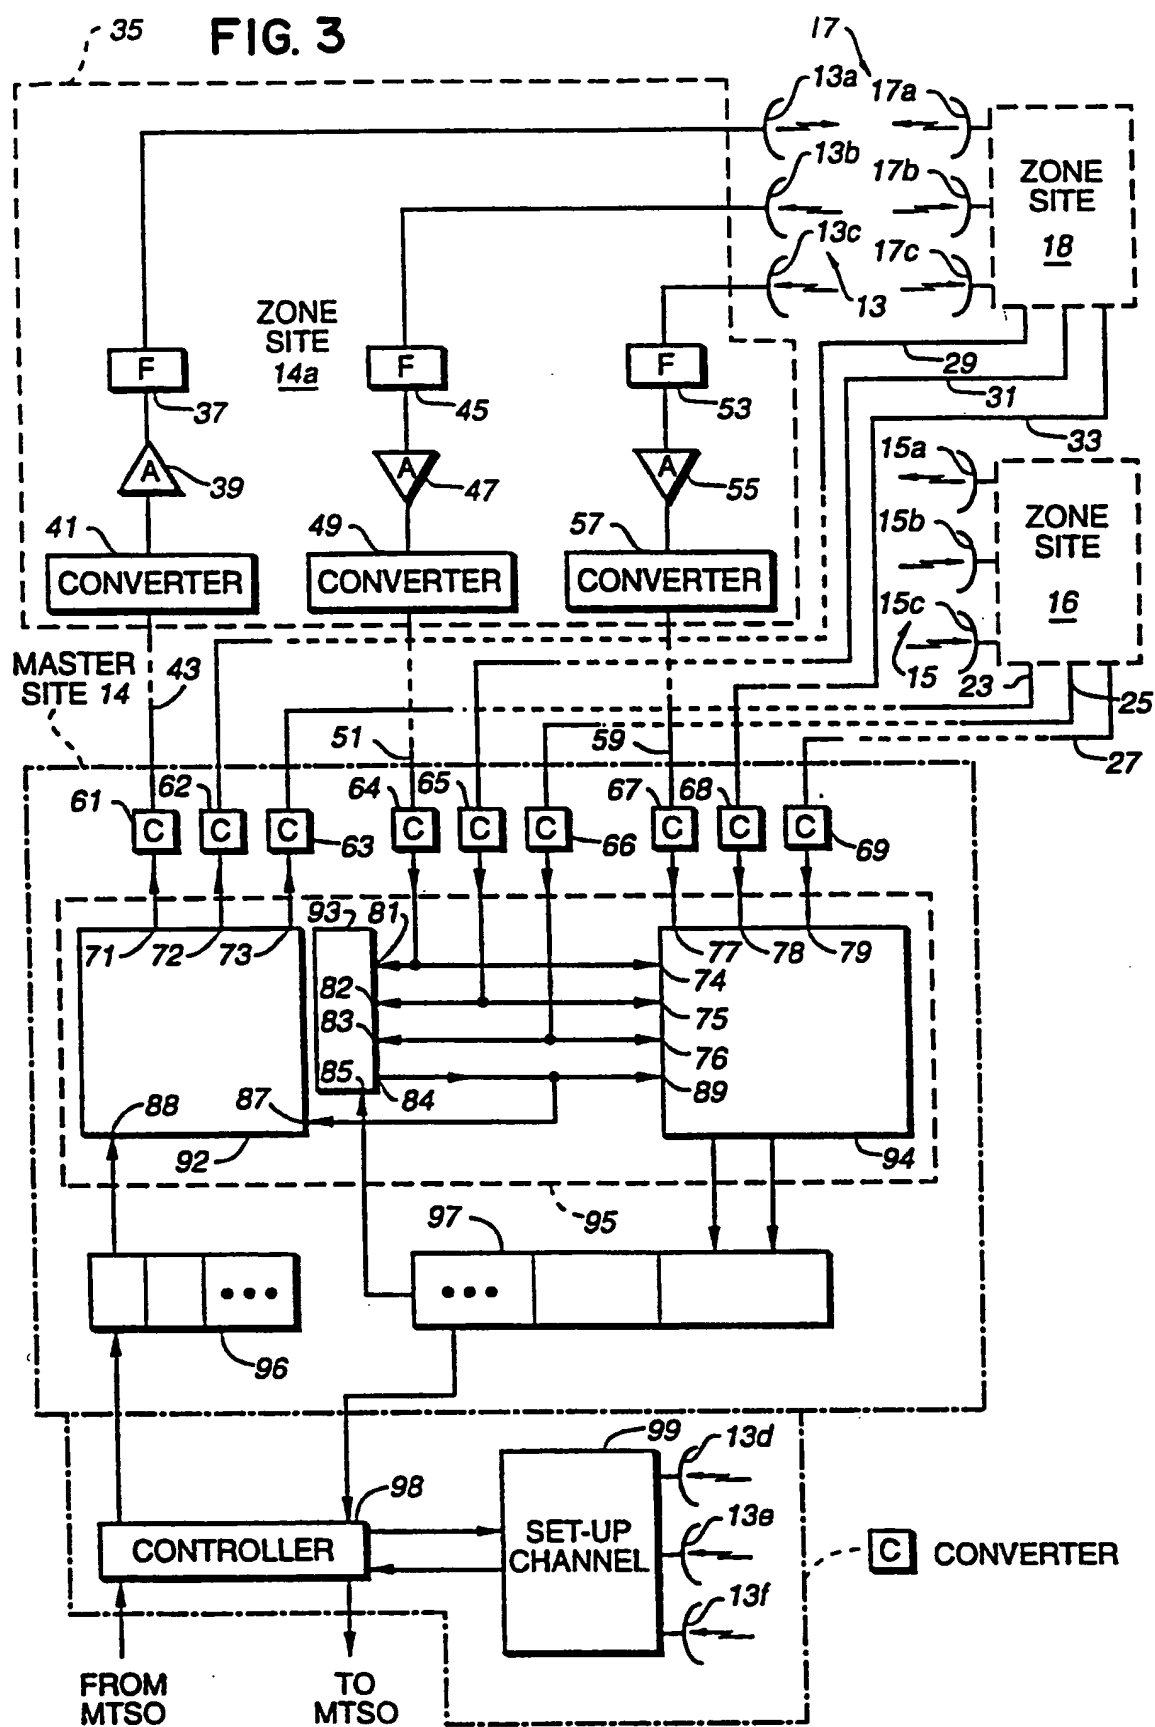 35
FIG. 3
17
13a
17a
13b
17b
ZONE
SITE
18
13c
17c
13
ZONE
SITE
14a
F
F
F
29
37
45
53
31
33
A
A
A
15a
39
47
55
41
49
57
15b
ZONE
SITE
16
CONVERTER
CONVERTER
CONVERTER
15c
MASTER
SITE 14
43
15
23
25
51
59
27
61
62
64
65
67
68
C
C
C
C
C
C
C
C
C
63
66
69
93
81
71
72
73
77
78
79
74
82
75
83
76
85
84
89
88
87
92
94
95
97
96
99
13d
98
13e
CONTROLLER
SET-UP
CHANNEL
C
CONVERTER
13f
FROM
MTSO
TO
MTSO